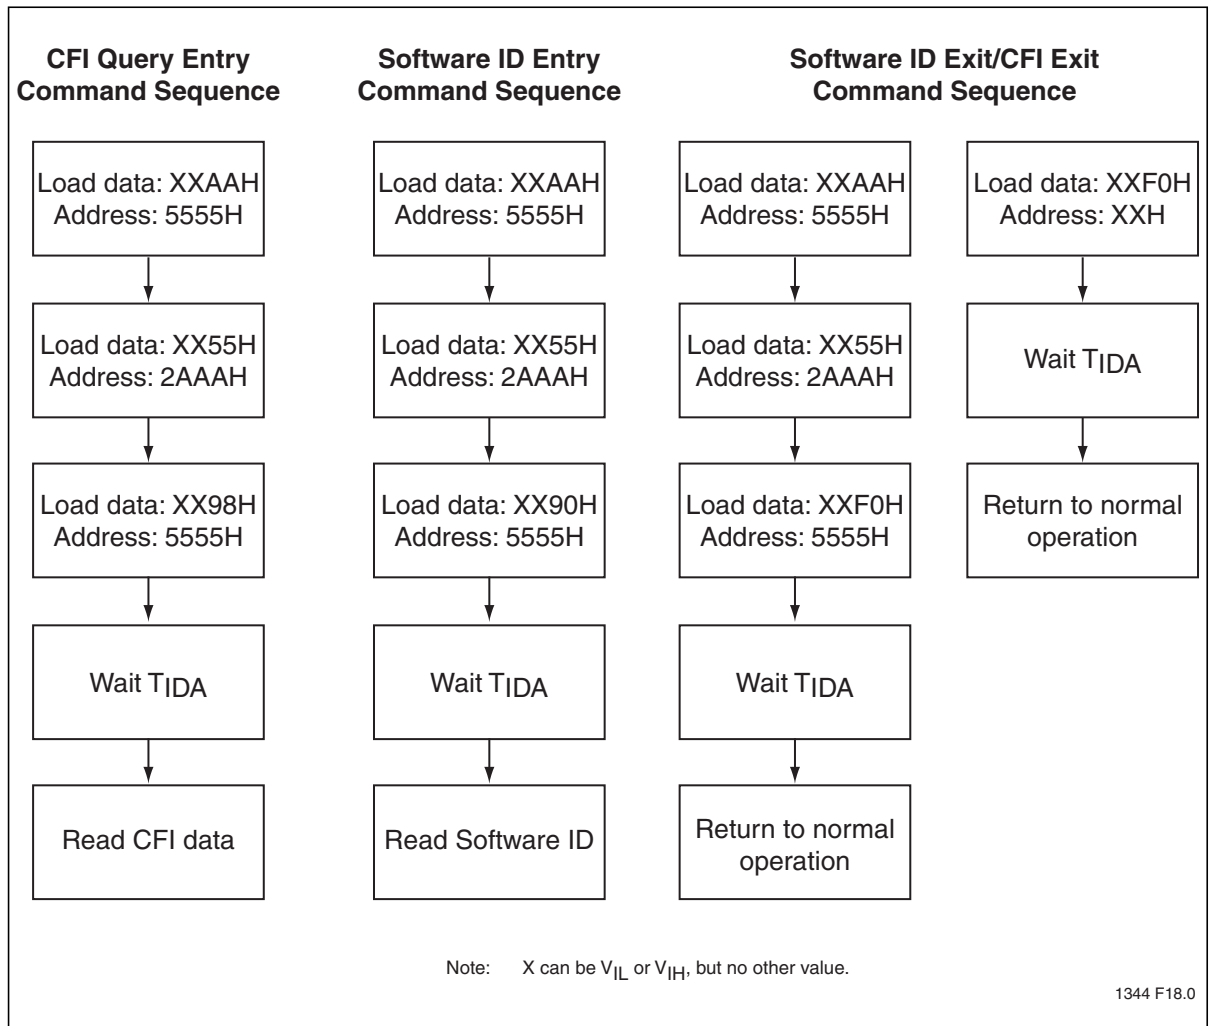 CFI Query Entry
Command Sequence
Load data: XXAAH
Address: 5555H
Load data: XX55H
Address: 2AAAH
Load data: XX98H
Address: 5555H
Wait TIDA
Read CFI data
Software ID Entry
Command Sequence
Load data: XXAAH
Address: 5555H
Load data: XX55H
Address: 2AAAH
Load data: XX90H
Address: 5555H
Wait TIDA
Read Software ID
Software ID Exit/CFI Exit
Command Sequence
Load data: XXAAH
Address: 5555H
Load data: XX55H
Address: 2AAAH
Load data: XXF0H
Address: 5555H
Wait TIDA
Return to normal
operation
Load data: XXF0H
Address: XXH
Wait TIDA
Return to normal
operation
Note: X can be VIL or VIH, but no other value.
1344 F18.0